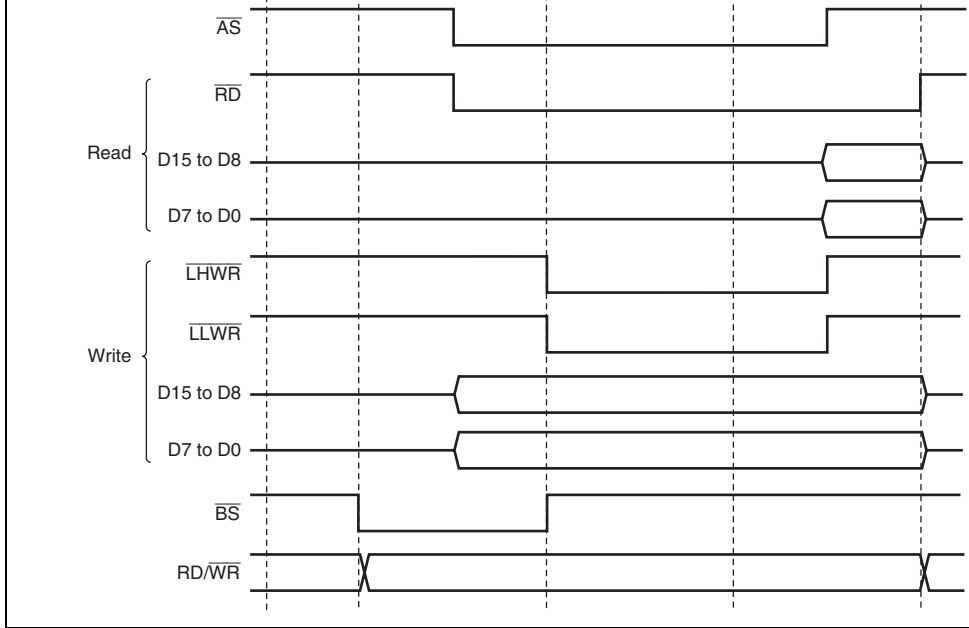 AS
RD
Read
D15 to D8
D7 to D0
LHWR
LLWR
Write
D15 to D8
D7 to D0
BS
RD/WR